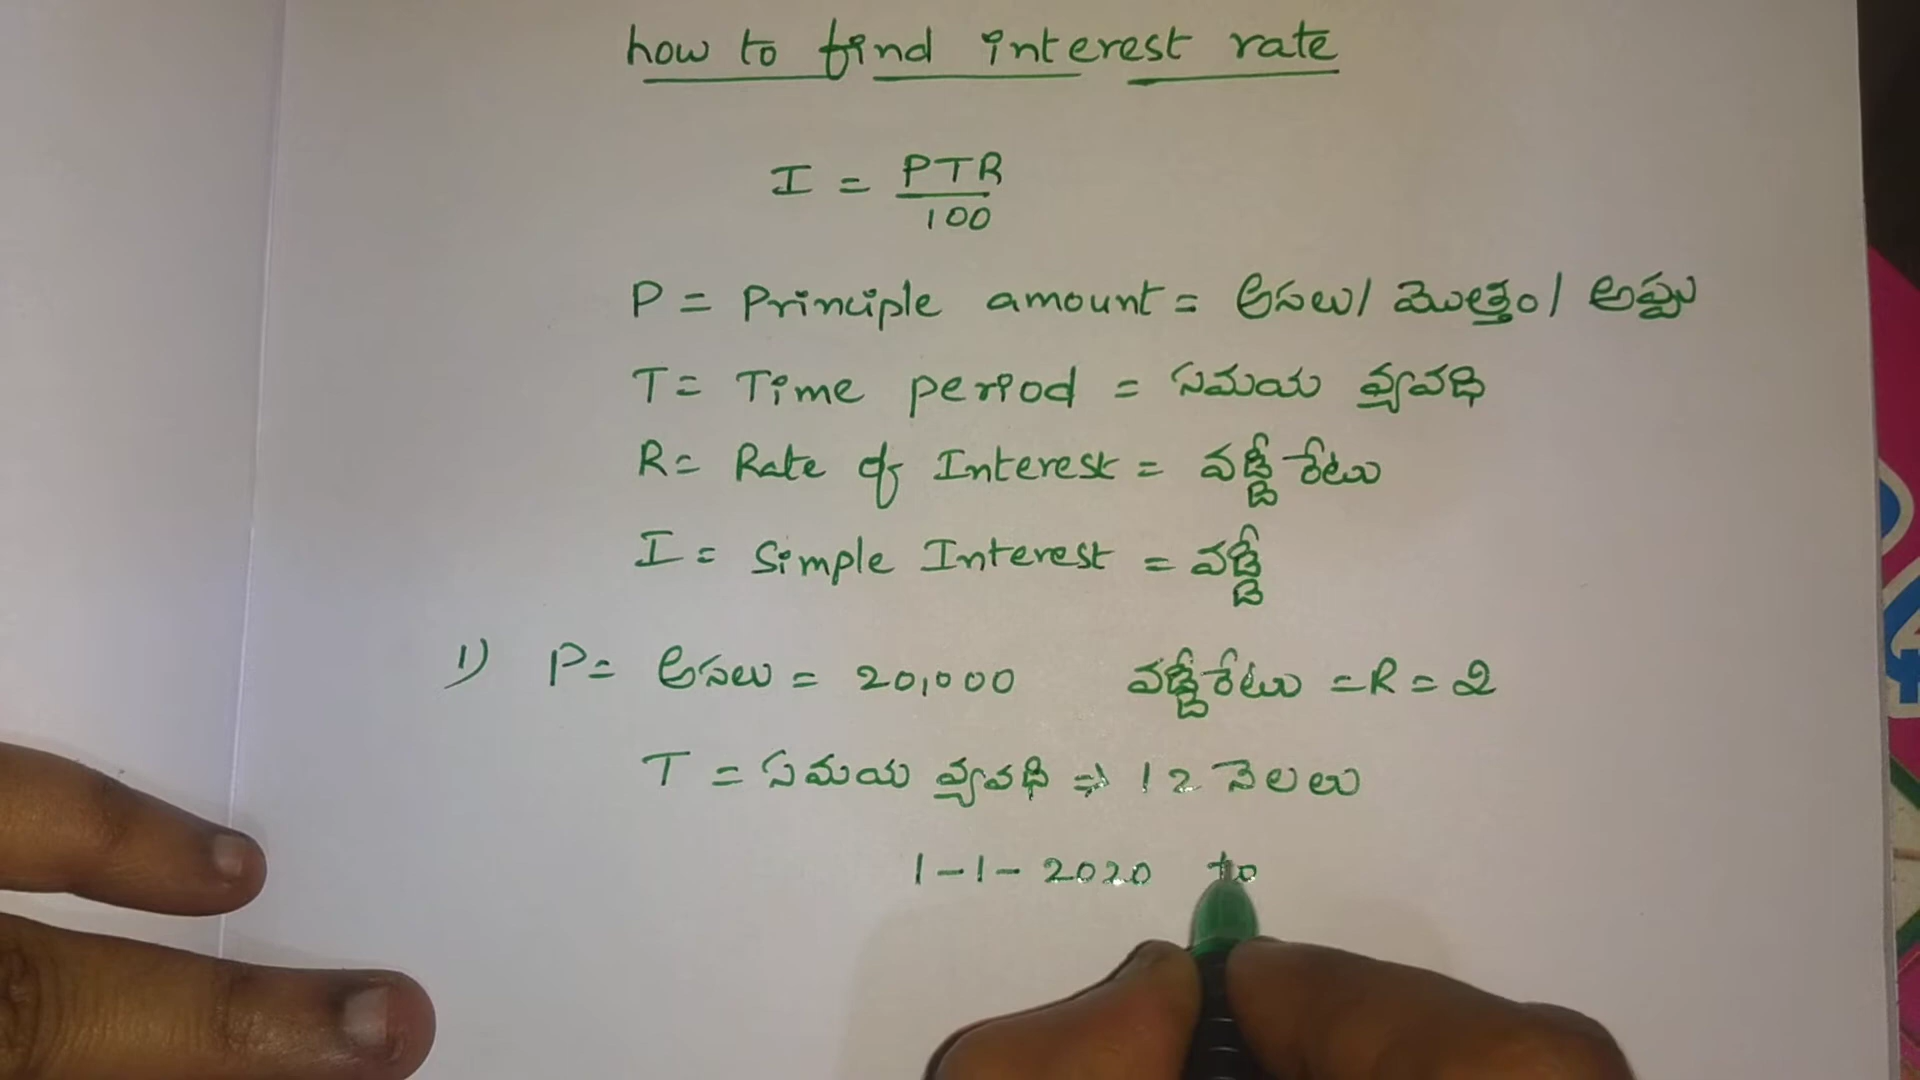 how to find interest rate
I = PTR
100
P = Principle amount = అసలు/ మొత్తం/ అప్పు
T= Time period = సమయ వ్యవధి
R= Rate of Interest = వడ్డీ రేటు
I = Simple Interest = వడ్డీ
1) P= అసలు = 20,000 వడ్డీరేటు =R=2
T = సమయ వ్యవధి => 12 నెలలు
1-1- 2020 to